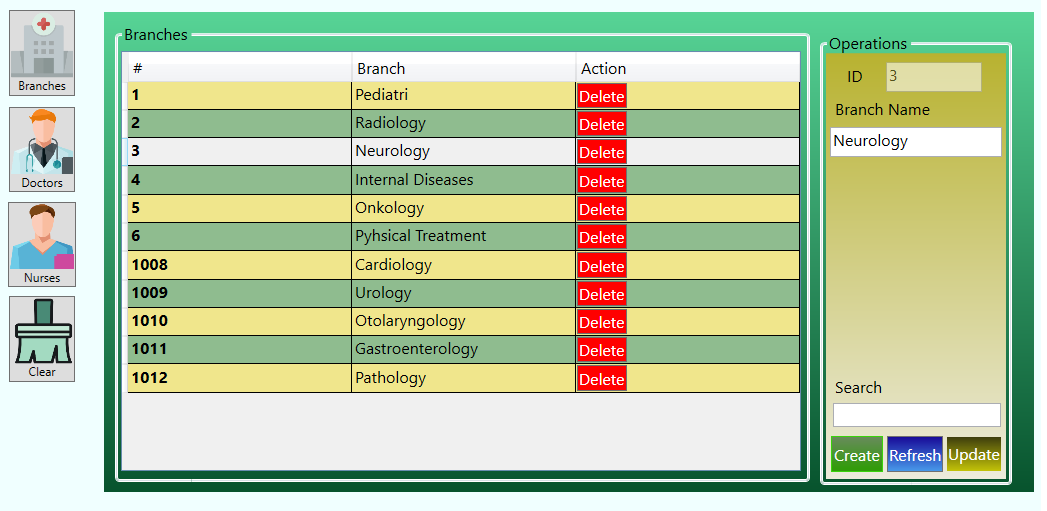 Branches
Doctors
Nurses
Clear
Branches
# Branch Action
1 Pediatri Delete
2 Radiology Delete
3 Neurology Delete
4 Internal Diseases Delete
5 Onkology Delete
6 Pyhsical Treatment Delete
1008 Cardiology Delete
1009 Urology Delete
1010 Otolaryngology Delete
1011 Gastroenterology Delete
1012 Pathology Delete
Operations
ID 3
Branch Name
Neurology
Search
Create Refresh Update